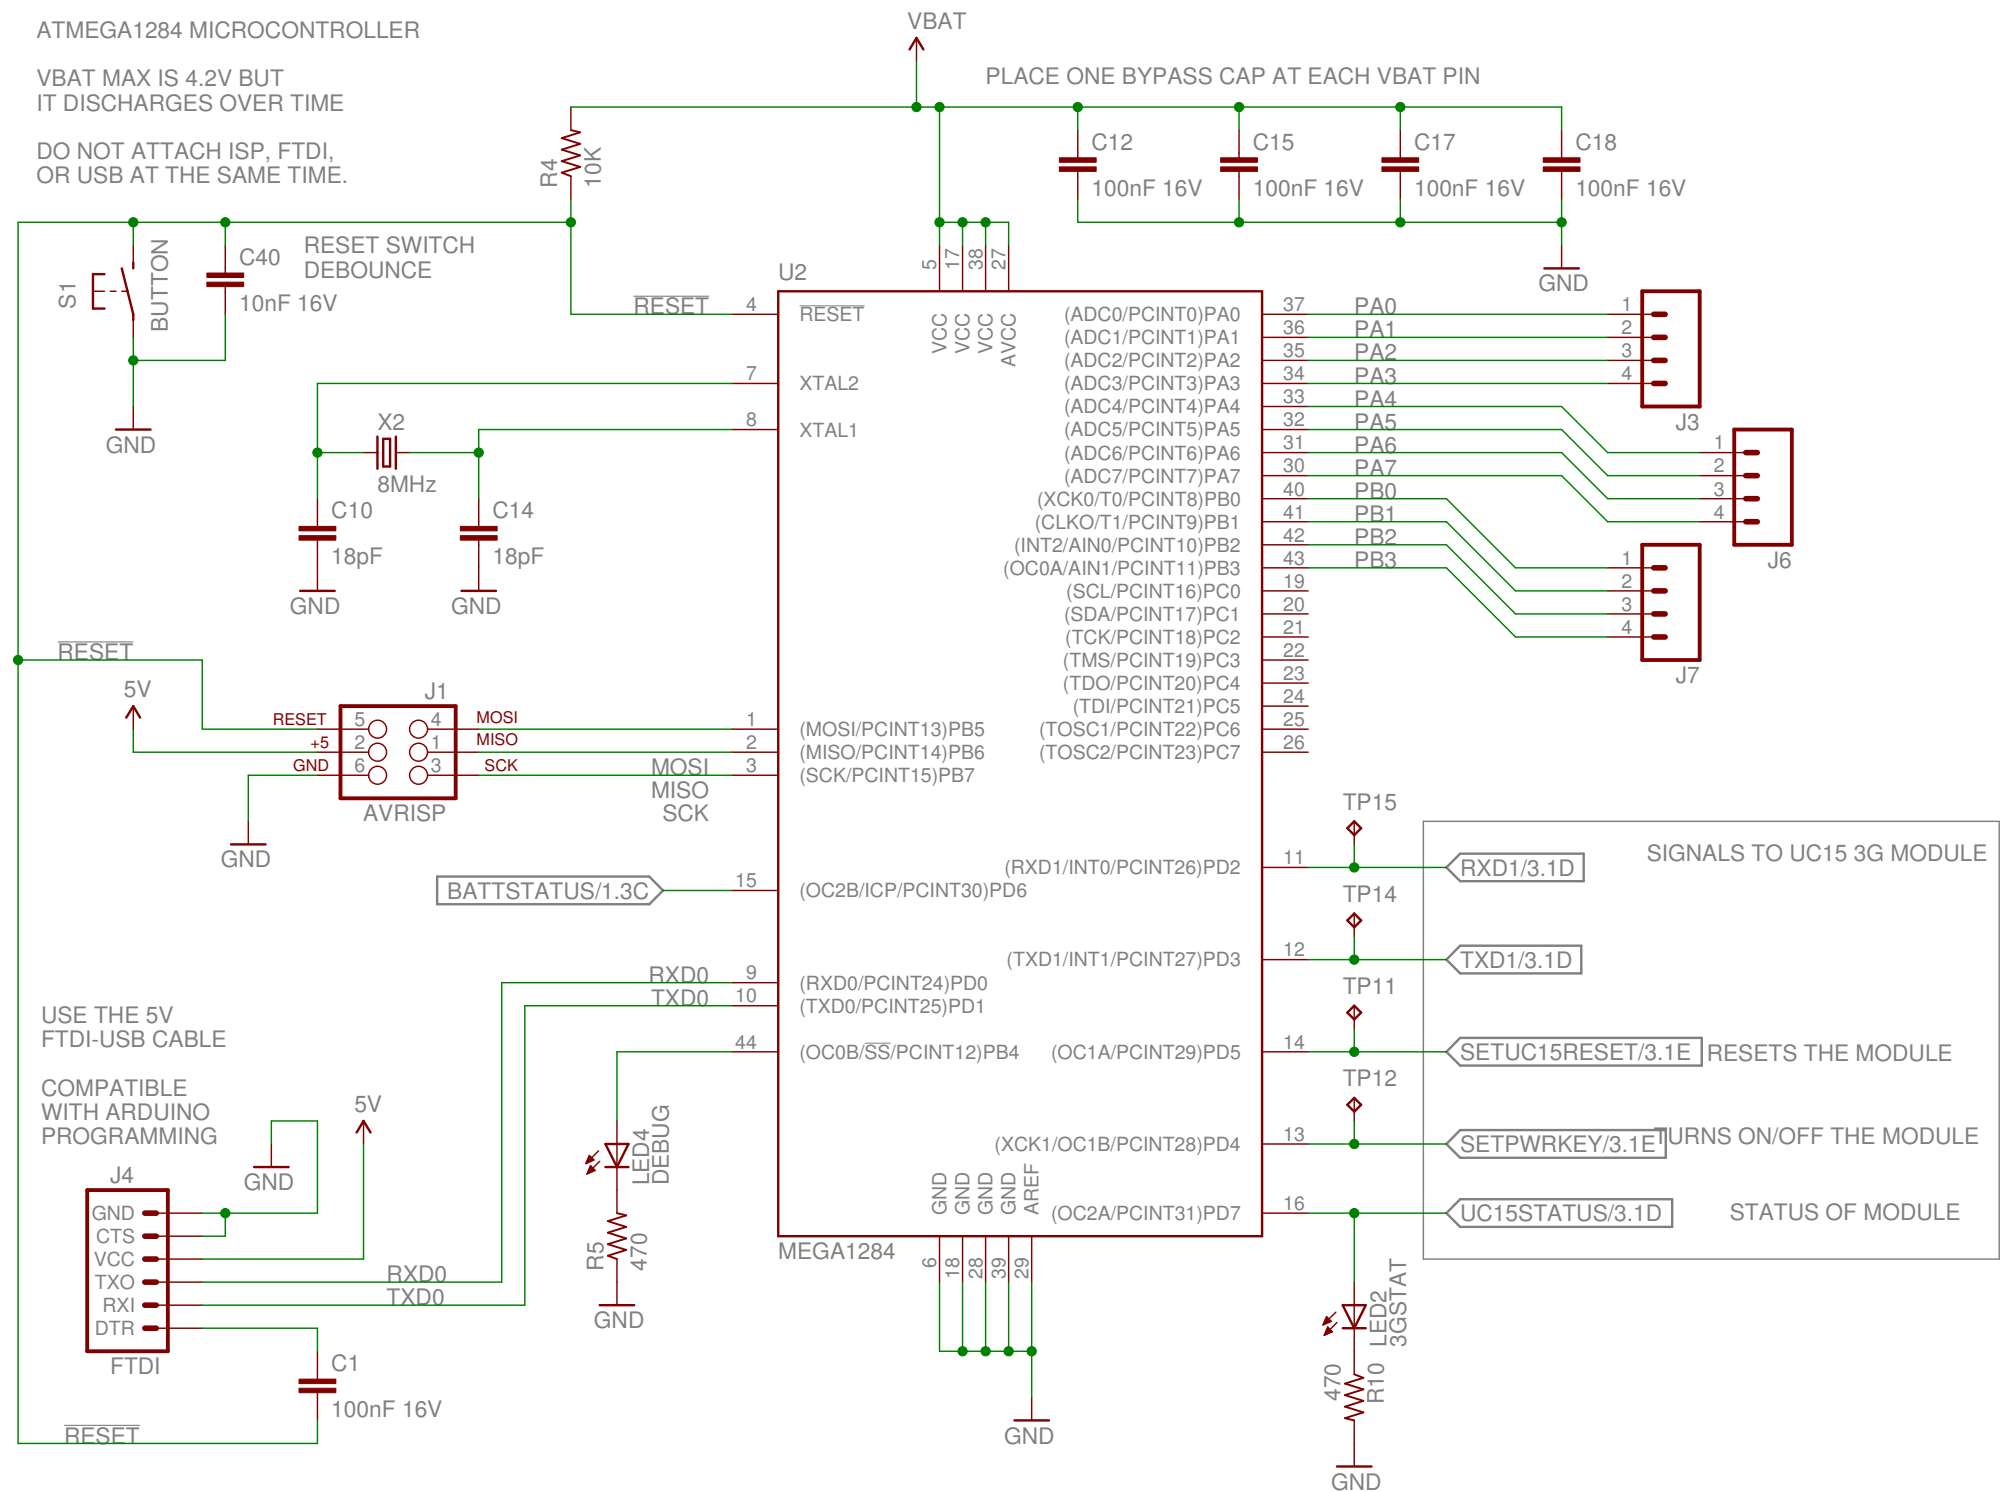 ATMEGA1284 MICROCONTROLLER
VBAT MAX IS 4.2V BUT
IT DISCHARGES OVER TIME
DO NOT ATTACH ISP, FTDI,
OR USB AT THE SAME TIME.
VBAT
PLACE ONE BYPASS CAP AT EACH VBAT PIN
R4
10K
C12
100nF 16V
C15
100nF 16V
C17
100nF 16V
C18
100nF 16V
GND
S1
BUTTON
C40
10nF 16V
RESET SWITCH
DEBOUNCE
GND
X2
8MHz
C10
18pF
GND
C14
18pF
GND
U2
RESET 4 RESET
7 XTAL2
8 XTAL1
5 VCC
17 VCC
38 VCC
27 AVCC
(ADC0/PCINT0)PA0 37 PA0
(ADC1/PCINT1)PA1 36 PA1
(ADC2/PCINT2)PA2 35 PA2
(ADC3/PCINT3)PA3 34 PA3
(ADC4/PCINT4)PA4 33 PA4
(ADC5/PCINT5)PA5 32 PA5
(ADC6/PCINT6)PA6 31 PA6
(ADC7/PCINT7)PA7 30 PA7
(XCK0/T0/PCINT8)PB0 40 PB0
(CLKO/T1/PCINT9)PB1 41 PB1
(INT2/AIN0/PCINT10)PB2 42 PB2
(OC0A/AIN1/PCINT11)PB3 43 PB3
(SCL/PCINT16)PC0 19
(SDA/PCINT17)PC1 20
(TCK/PCINT18)PC2 21
(TMS/PCINT19)PC3 22
(TDO/PCINT20)PC4 23
(TDI/PCINT21)PC5 24
(TOSC1/PCINT22)PC6 25
(TOSC2/PCINT23)PC7 26
1
2
3
4
J3
1
2
3
4
J6
1
2
3
4
J7
RESET
5V
J1
RESET 5 4 MOSI
+5 2 1 MISO
GND 6 3 SCK
AVRISP
GND
MOSI
MISO
SCK
1 (MOSI/PCINT13)PB5
2 (MISO/PCINT14)PB6
3 (SCK/PCINT15)PB7
BATTSTATUS/1.3C 15 (OC2B/ICP/PCINT30)PD6
RXD0 9 (RXD0/PCINT24)PD0
TXD0 10 (TXD0/PCINT25)PD1
44 (OC0B/SS/PCINT12)PB4
LED4
DEBUG
R5
470
GND
TP15
(RXD1/INT0/PCINT26)PD2 11 RXD1/3.1D
SIGNALS TO UC15 3G MODULE
TP14
(TXD1/INT1/PCINT27)PD3 12 TXD1/3.1D
TP11
(OC1A/PCINT29)PD5 14 SETUC15RESET/3.1E RESETS THE MODULE
TP12
(XCK1/OC1B/PCINT28)PD4 13 SETPWRKEY/3.1E TURNS ON/OFF THE MODULE
(OC2A/PCINT31)PD7 16 UC15STATUS/3.1D STATUS OF MODULE
LED2
3GSTAT
470
R10
GND
MEGA1284
GND 6
GND 18
GND 28
GND 39
AREF 29
GND
USE THE 5V
FTDI-USB CABLE
COMPATIBLE
WITH ARDUINO
PROGRAMMING
5V
GND
J4
GND
CTS
VCC
TXO RXD0
RXI TXD0
DTR
FTDI
C1
100nF 16V
RESET